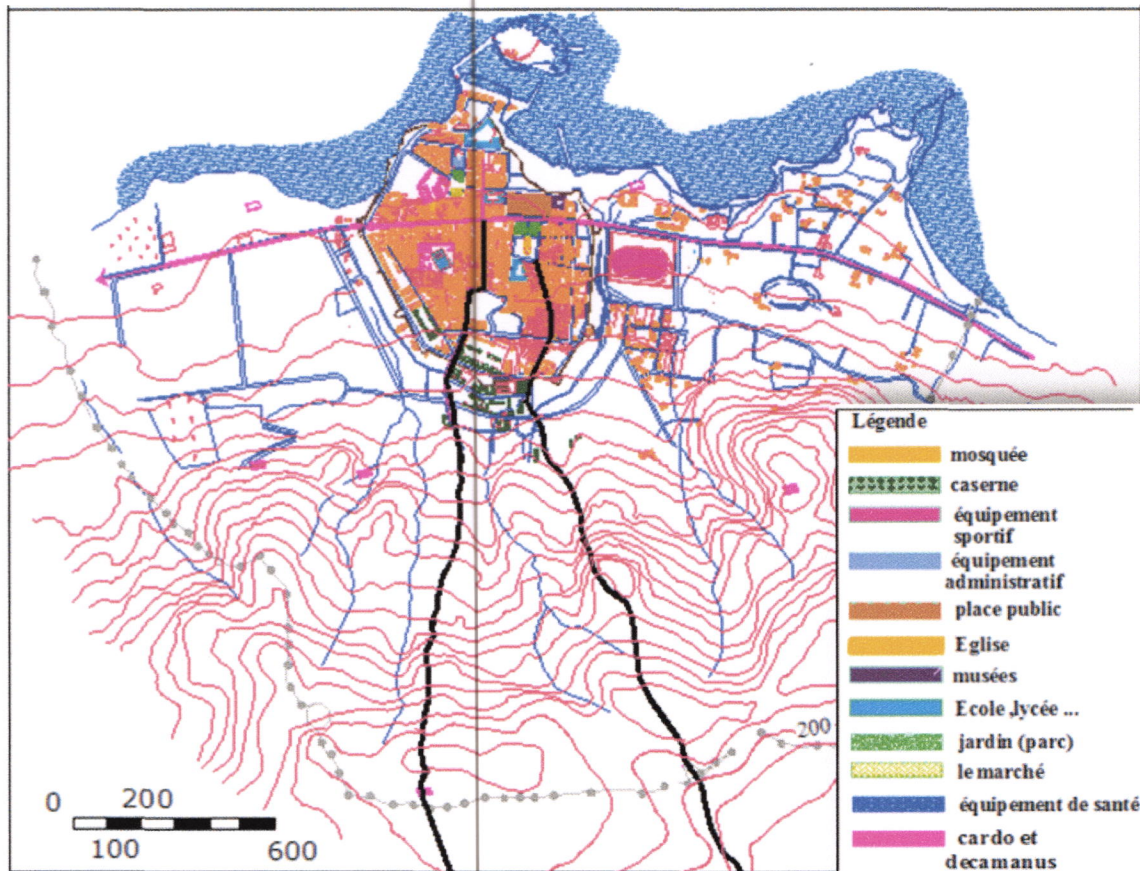 200
Légende
mosquée
caserne
équipement
sportif
équipement
administratif
place public
Eglise
musées
Ecole ,lycée ...
jardin (parc)
le marché
équipement de santé
cardo et
decamanus
0 200
100 600